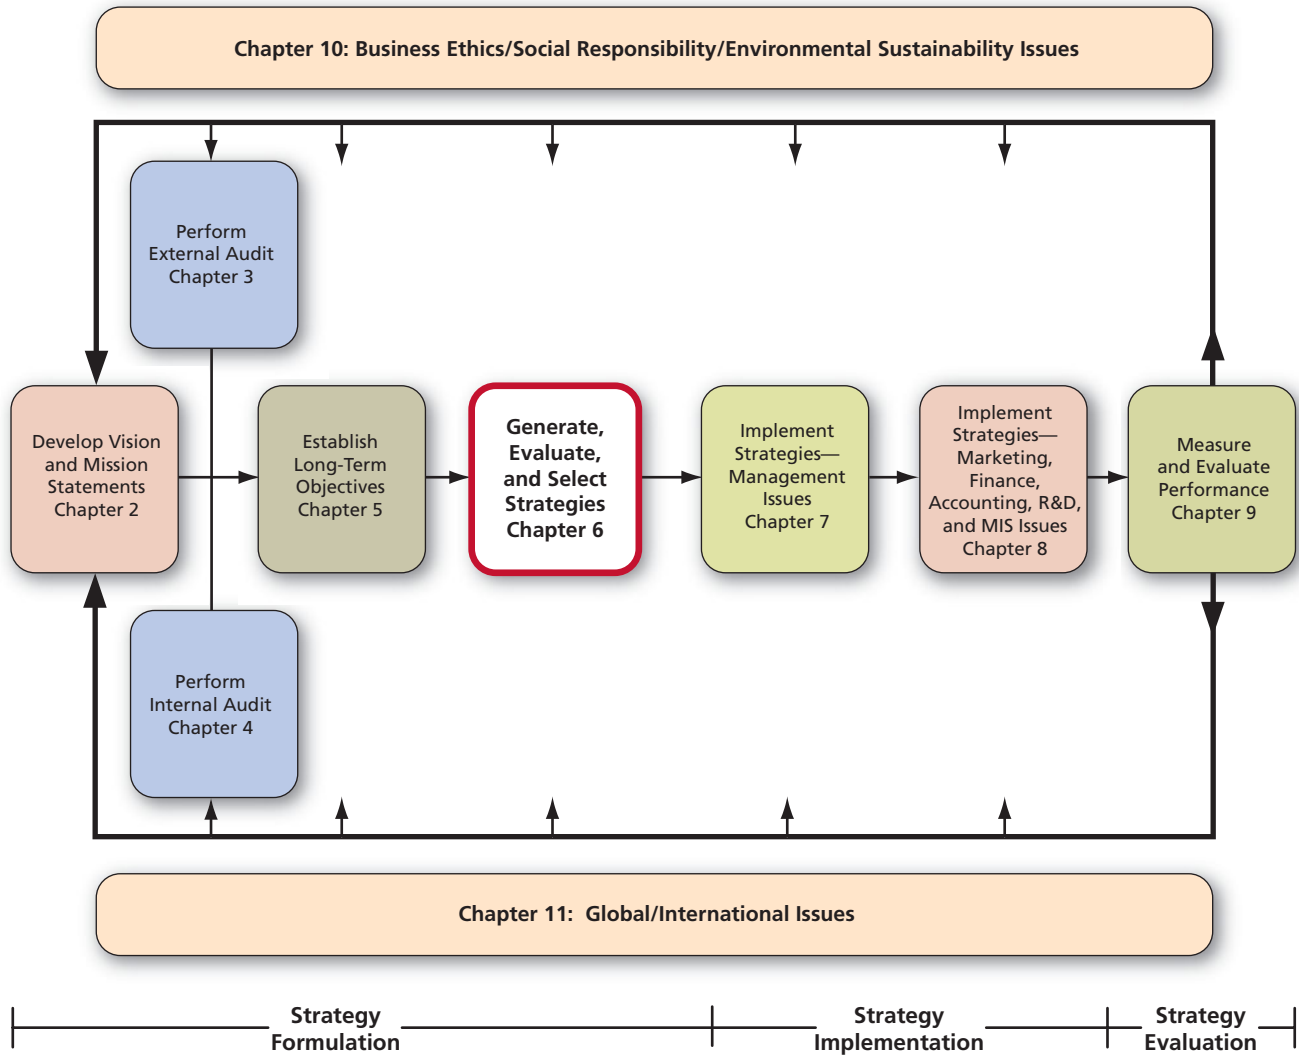 Chapter 10: Business Ethics/Social Responsibility/Environmental Sustainability Issues
Perform
External Audit
Chapter 3
Develop Vision
and Mission
Statements
Chapter 2
Establish
Long-Term
Objectives
Chapter 5
Generate,
Evaluate,
and Select
Strategies
Chapter 6
Implement
Strategies—
Management
Issues
Chapter 7
Implement
Strategies—
Marketing,
Finance,
Accounting, R&D,
and MIS Issues
Chapter 8
Measure
and Evaluate
Performance
Chapter 9
Perform
Internal Audit
Chapter 4
Chapter 11: Global/International Issues
Strategy
Formulation
Strategy
Implementation
Strategy
Evaluation